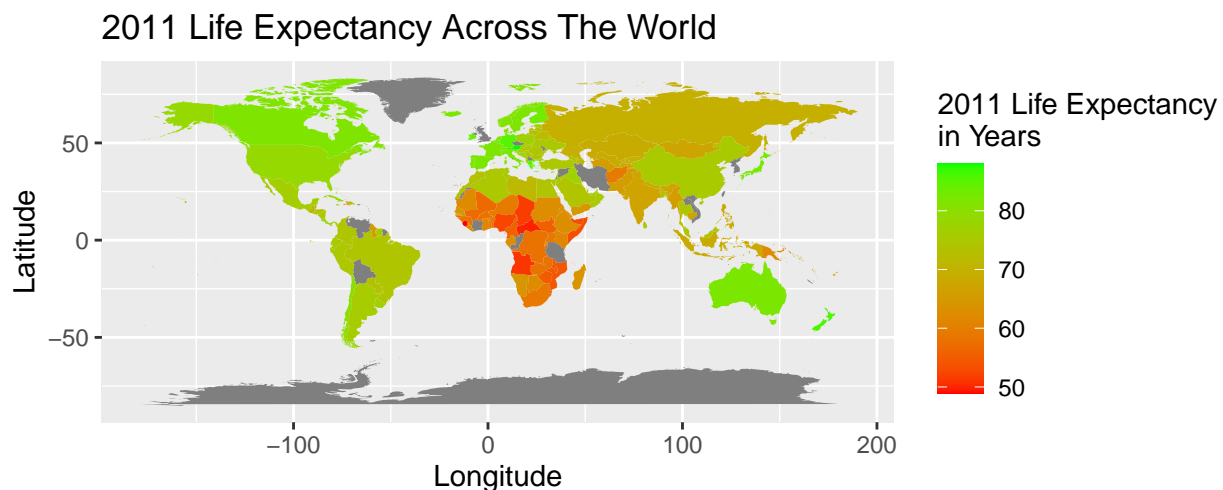 2011 Life Expectancy Across The World
2011 Life Expectancy
in Years
80
70
60
50
50
0
−50
Latitude
−100
0
100
200
Longitude